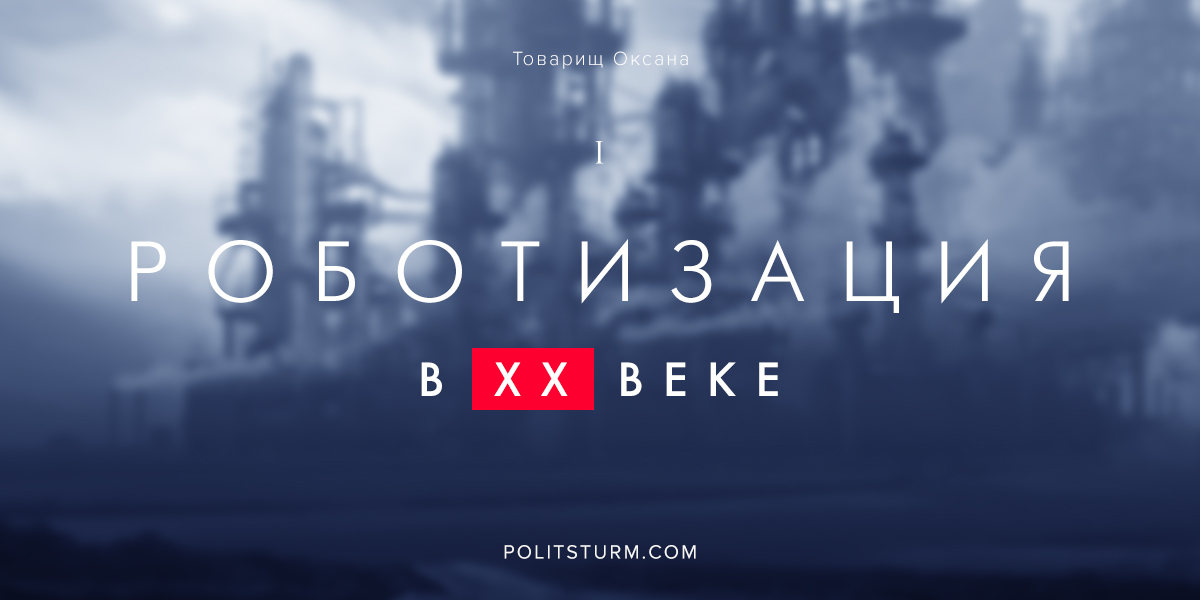 Товарищ Оксана
I
РОБОТИЗАЦИЯ
В XX ВЕКЕ
POLITSTURM.COM